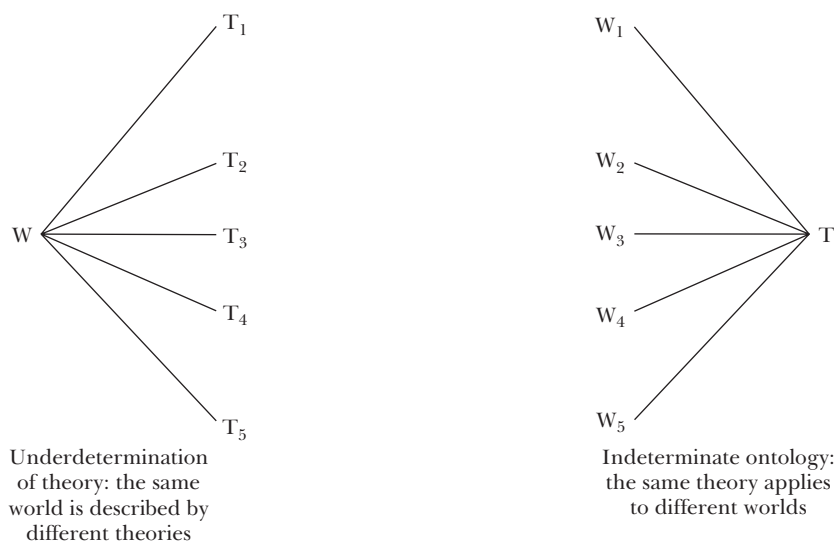 T₁
T₂
W
T₃
T₄
T₅
Underdetermination
of theory: the same
world is described by
different theories
W₁
W₂
W₃
T
W₄
W₅
Indeterminate ontology:
the same theory applies
to different worlds